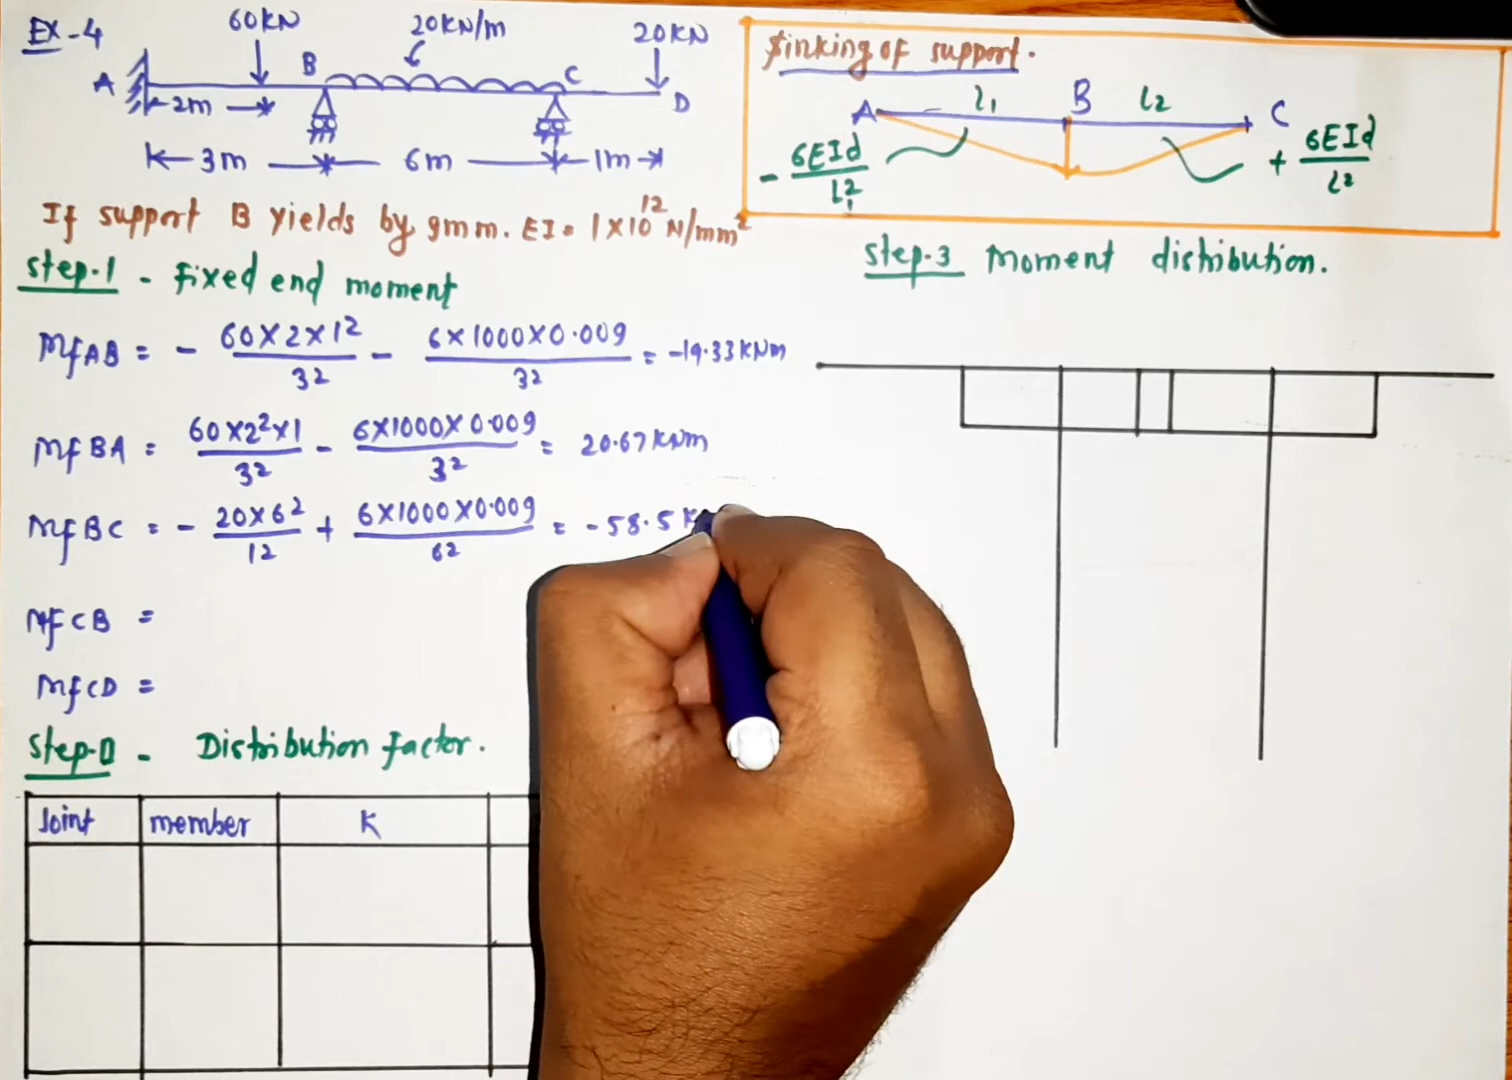 EX-4
60KN 20KN/m 20KN
A B C D
2m
3m 6m 1m
If support B yields by 9mm. EI = 1 × 10¹² N/mm²
Step-1 - Fixed end moment
MfAB = - 60×2×1² / 3² - 6×1000×0.009 / 3² = -19.33 KNm
MfBA = 60×2²×1 / 3² - 6×1000×0.009 / 3² = 20.67 KNm
MfBC = - 20×6² / 12 + 6×1000×0.009 / 6² = -58.5
MfCB =
MfCD =
Step-0 - Distribution factor.
Joint member K
Sinking of support.
A l₁ B l₂ C
- 6EId / l₁² + 6EId / l²
Step-3 Moment distribution.